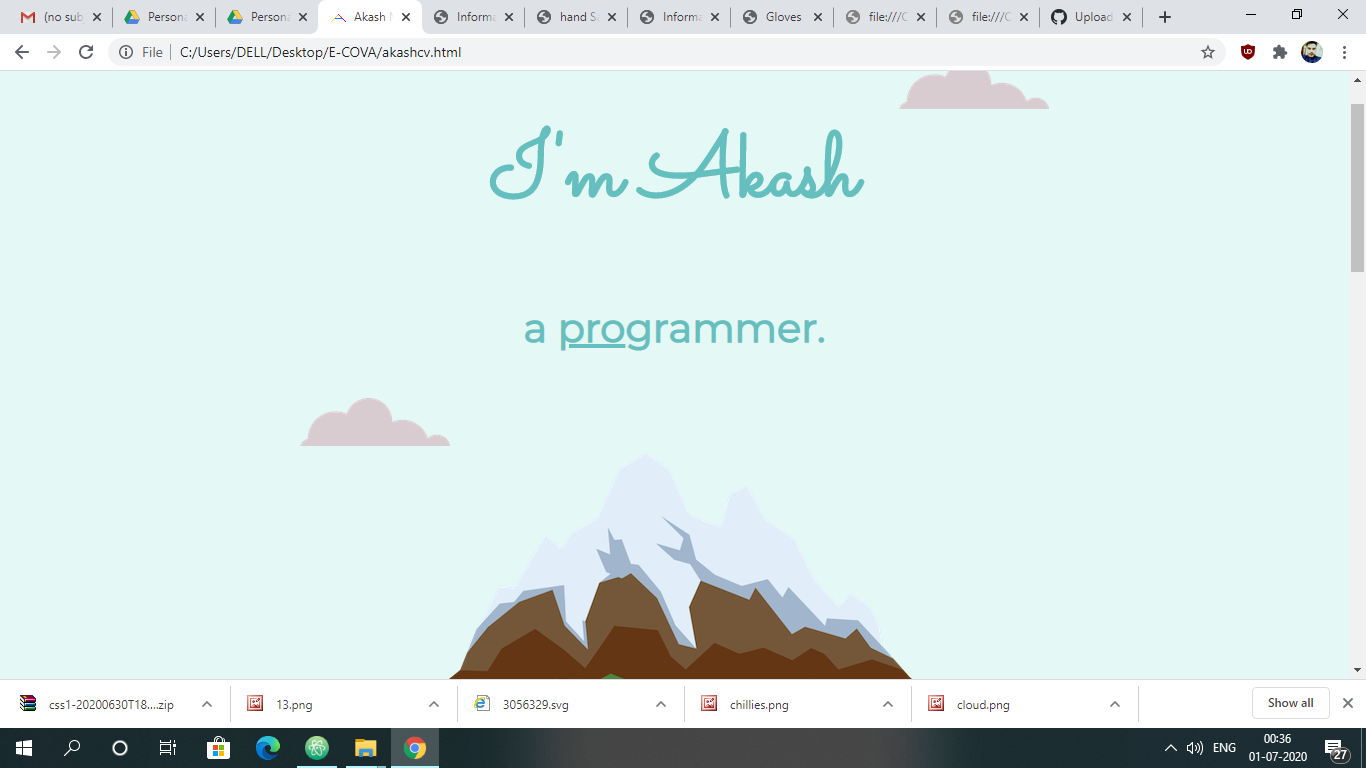 (no sub
Persona
Persona
Akash
Informa
hand S
Informa
Gloves
file:///C
file:///C
Upload
File
C:/Users/DELL/Desktop/E-COVA/akashcv.html
I'm Akash
a programmer.
css1-20200630T18....zip
13.png
3056329.svg
chillies.png
cloud.png
Show all
ENG
00:36
01-07-2020
27